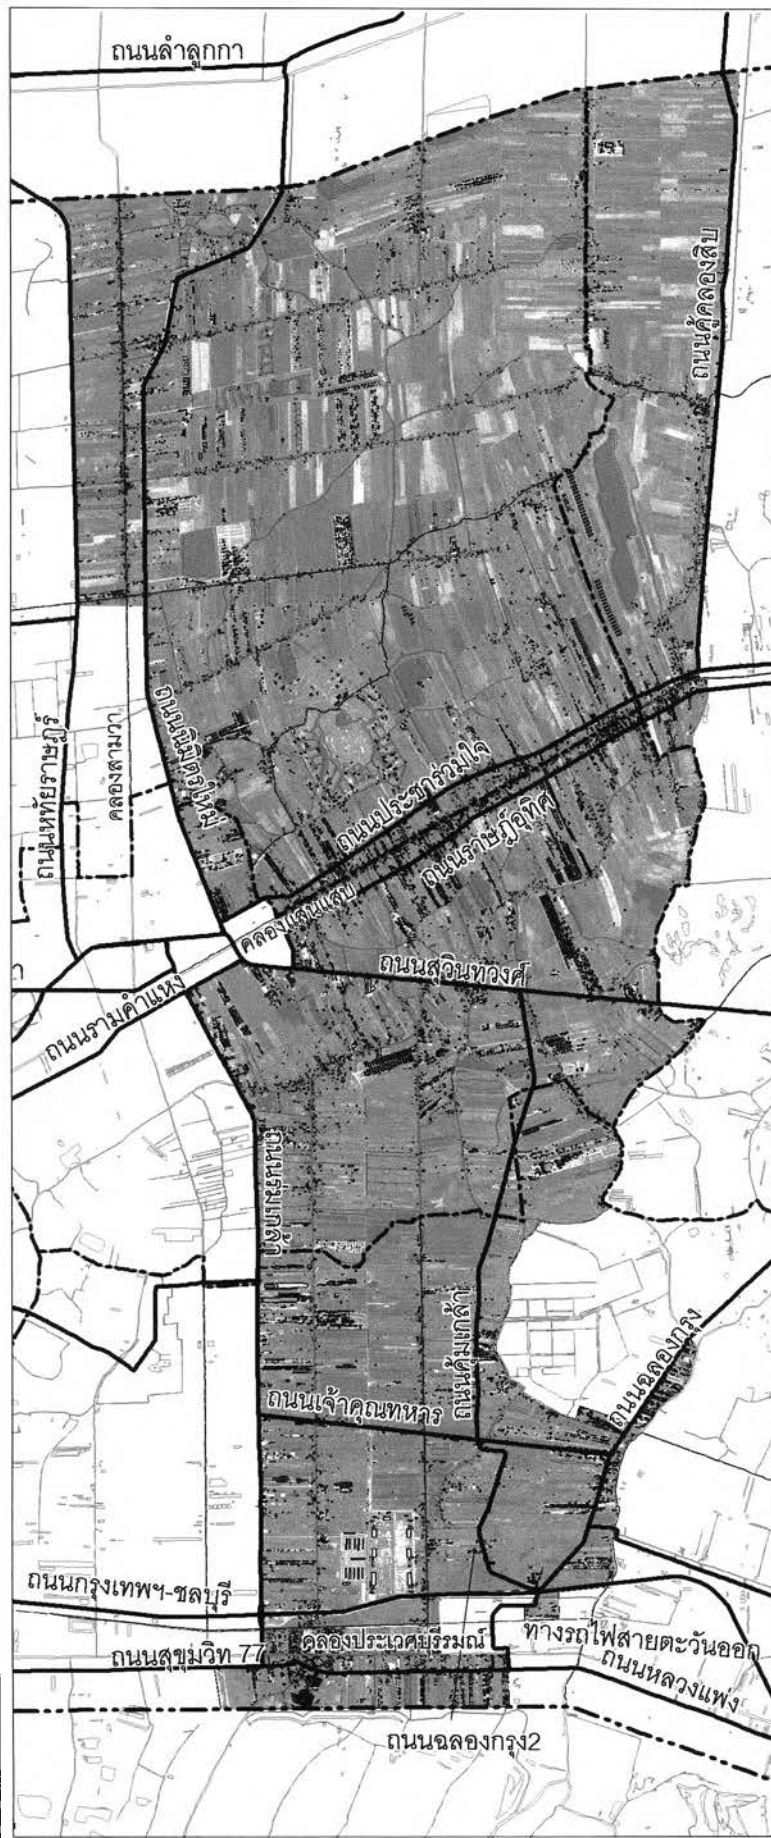 ถนนลำลูกกา
ถนนคู้คลองสิบ
ถนนหทัยราษฎร์
คลองสามวา
ถนนนิมิตรใหม่
ถนนประชาร่วมใจ
ถนนราษฎร์อุทิศ
คลองแสนแสบ
ถนนสุวินทวงศ์
ถนนรามคำแหง
ถนนร่มเกล้า
ถนนคุ้มเกล้า
ถนนฉลองกรุง
ถนนเจ้าคุณทหาร
ถนนกรุงเทพฯ-ชลบุรี
คลองประเวศบุรีรมณ์
ทางรถไฟสายตะวันออก
ถนนสุขุมวิท 77
ถนนหลวงแพ่ง
ถนนฉลองกรุง2